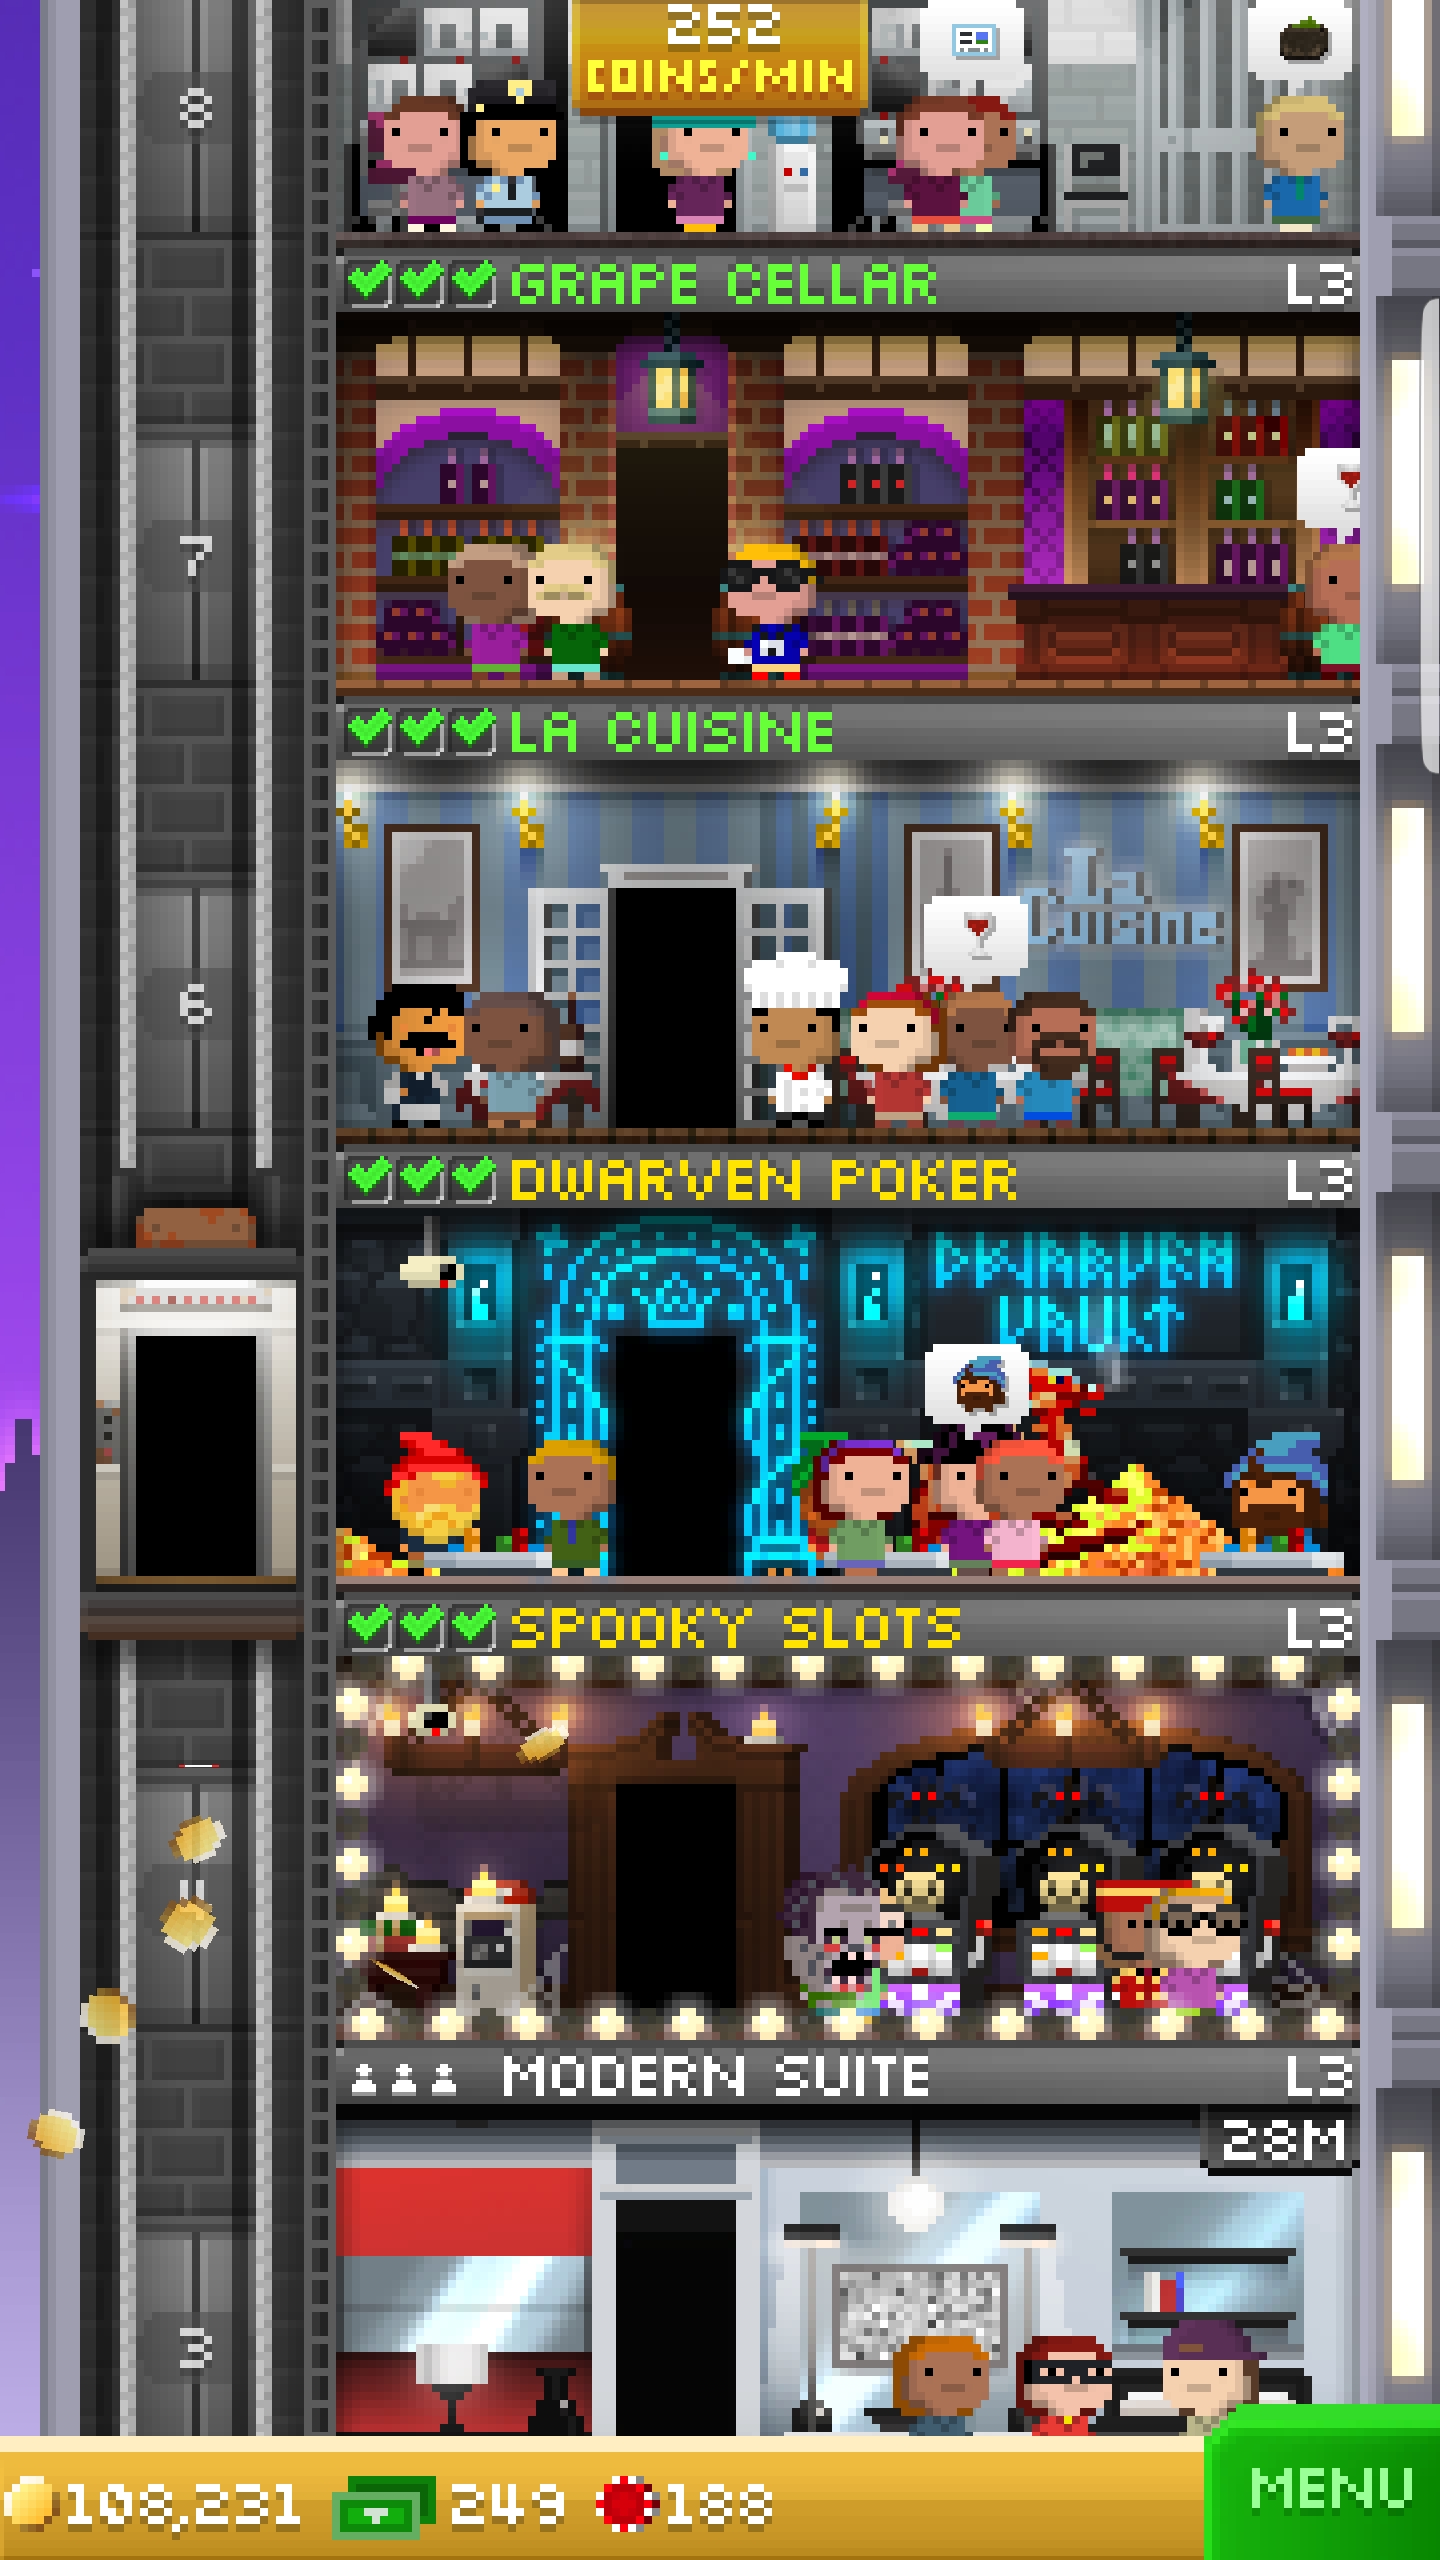 252
COINS/MIN
8
GRAPE CELLAR L3
7
LA CUISINE L3
La
Cuisine
6
DWARVEN POKER L3
DWARVEN
VAULT
SPOOKY SLOTS L3
MODERN SUITE L3
28M
3
108,231 249 188
MENU